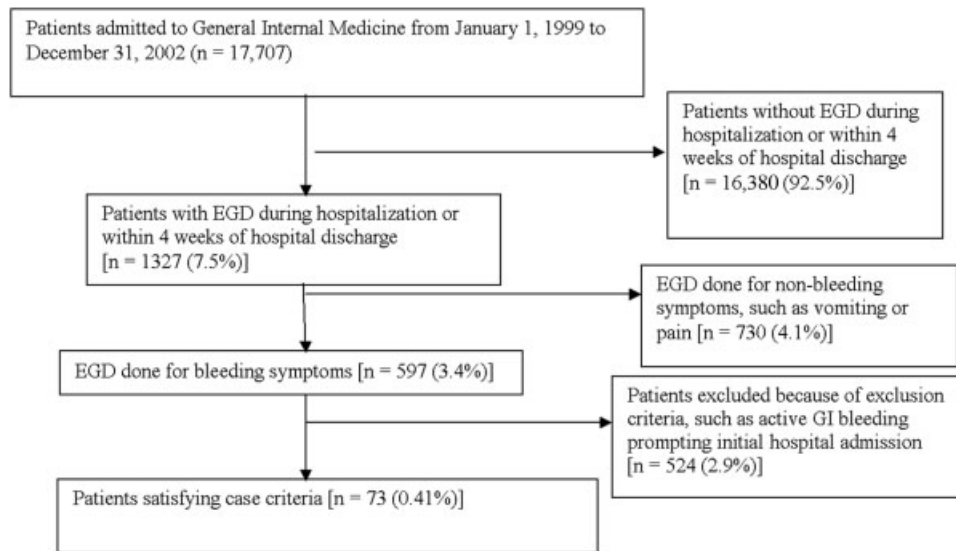 Patients admitted to General Internal Medicine from January 1, 1999 to
December 31, 2002 (n = 17,707)
Patients without EGD during
hospitalization or within 4
weeks of hospital discharge
[n = 16,380 (92.5%)]
Patients with EGD during hospitalization or
within 4 weeks of hospital discharge
[n = 1327 (7.5%)]
EGD done for non-bleeding
symptoms, such as vomiting or
pain [n = 730 (4.1%)]
EGD done for bleeding symptoms [n = 597 (3.4%)]
Patients excluded because of exclusion
criteria, such as active GI bleeding
prompting initial hospital admission
[n = 524 (2.9%)]
Patients satisfying case criteria [n = 73 (0.41%)]